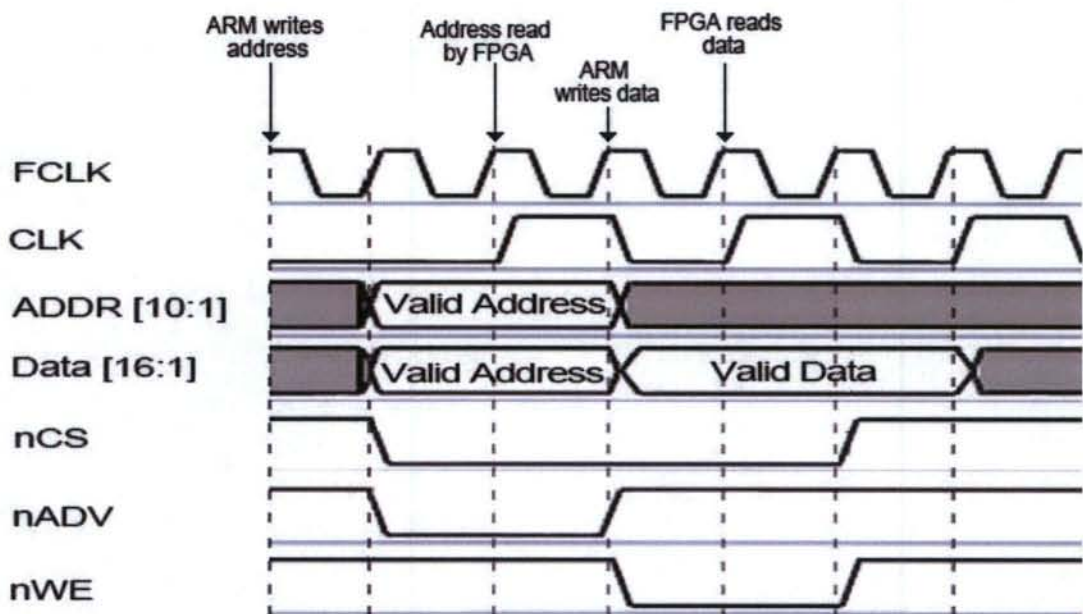 ARM writes
address
Address read
by FPGA
ARM
writes data
FPGA reads
data
FCLK
CLK
ADDR [10:1]
Valid Address
Data [16:1]
Valid Address
Valid Data
nCS
nADV
nWE